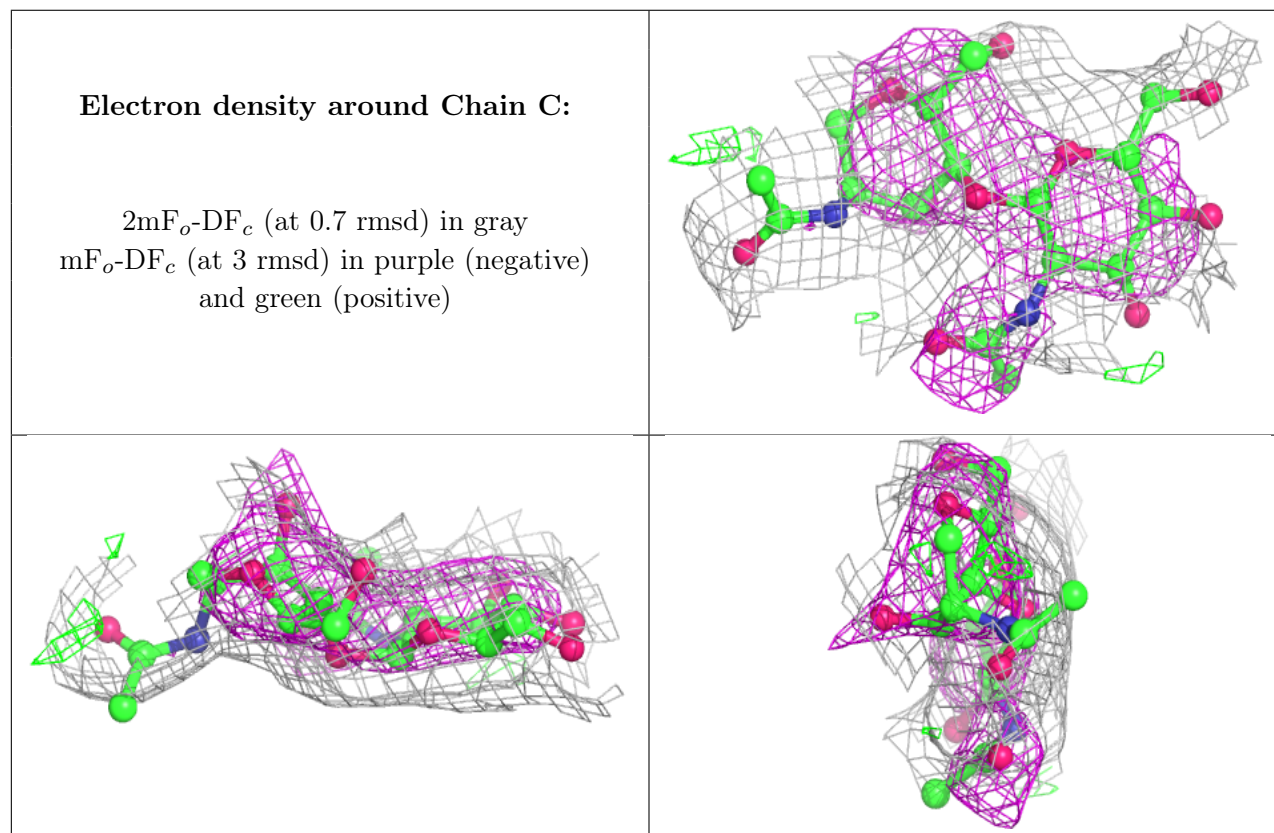 Electron density around Chain C:
2mFo-DFc (at 0.7 rmsd) in gray
mFo-DFc (at 3 rmsd) in purple (negative)
and green (positive)